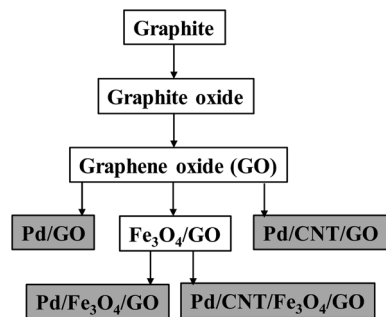 Graphite
Graphite oxide
Graphene oxide (GO)
Pd/GO
Fe₃O₄/GO
Pd/CNT/GO
Pd/Fe₃O₄/GO
Pd/CNT/Fe₃O₄/GO